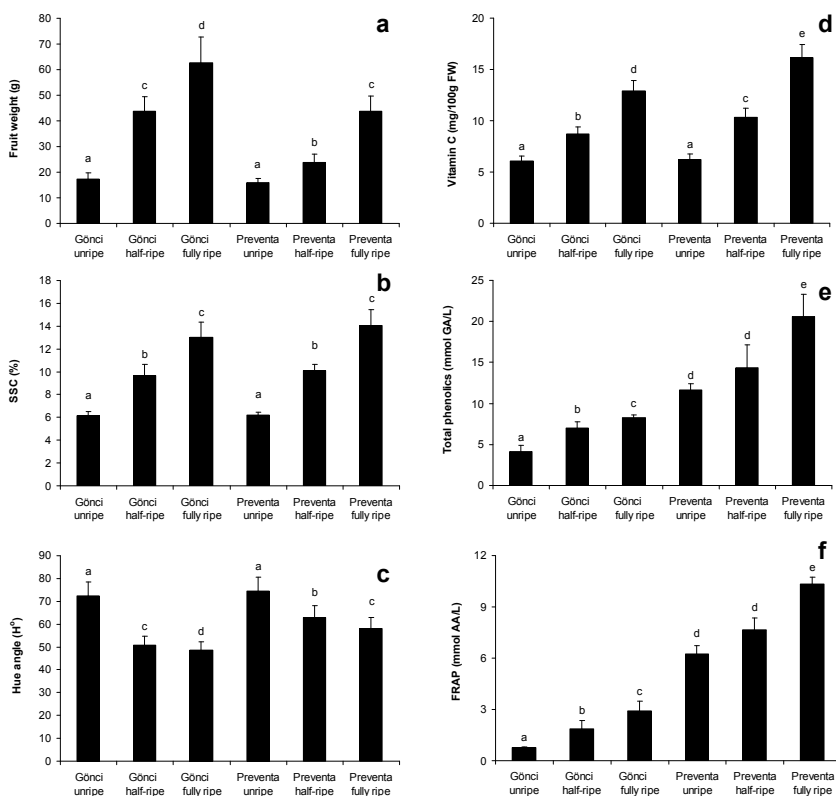 a
Fruit weight (g)
90
80
70
60
50
40
30
20
10
0
a
c
d
a
b
c
Gönci unripe
Gönci half-ripe
Gönci fully ripe
Preventa unripe
Preventa half-ripe
Preventa fully ripe
b
SSC (%)
18
16
14
12
10
8
6
4
2
0
a
b
c
a
b
c
Gönci unripe
Gönci half-ripe
Gönci fully ripe
Preventa unripe
Preventa half-ripe
Preventa fully ripe
c
Hue angle (H°)
90
80
70
60
50
40
30
20
10
0
a
c
d
a
b
c
Gönci unripe
Gönci half-ripe
Gönci fully ripe
Preventa unripe
Preventa half-ripe
Preventa fully ripe
d
Vitamin C (mg/100g FW)
20
15
10
5
0
a
b
d
a
c
e
Gönci unripe
Gönci half-ripe
Gönci fully ripe
Preventa unripe
Preventa half-ripe
Preventa fully ripe
e
Total phenolics (mmol GA/L)
25
20
15
10
5
0
a
b
c
d
d
e
Gönci unripe
Gönci half-ripe
Gönci fully ripe
Preventa unripe
Preventa half-ripe
Preventa fully ripe
f
FRAP (mmol AA/L)
12
9
6
3
0
a
b
c
d
d
e
Gönci unripe
Gönci half-ripe
Gönci fully ripe
Preventa unripe
Preventa half-ripe
Preventa fully ripe